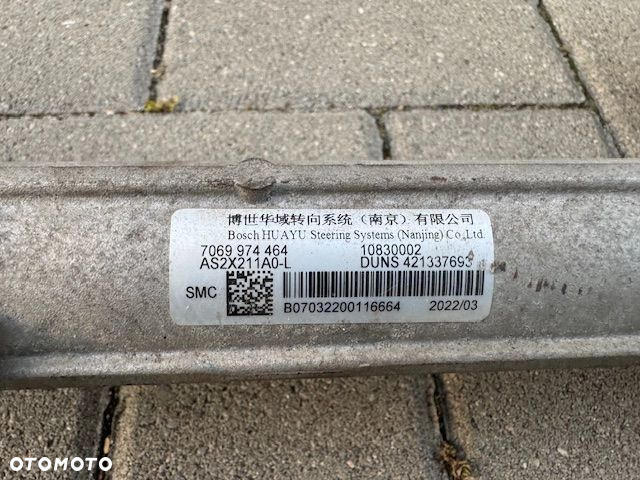 博世华域转向系统（南京）有限公司
Bosch HUAYU Steering Systems (Nanjing) Co.,Ltd.
7069 974 464 10830002
AS2X211A0-L DUNS 421337693
SMC
B07032200116664 2022/03
OTOMOTO